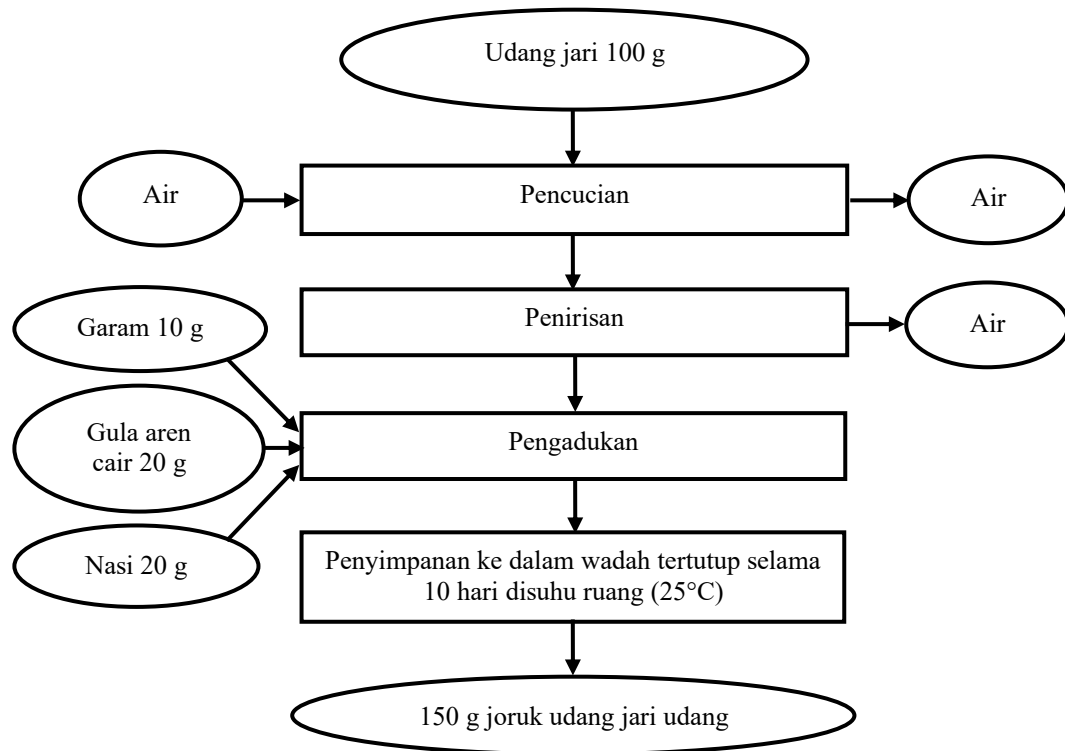 Udang jari 100 g
Air
Pencucian
Air
Penirisan
Air
Garam 10 g
Gula aren
cair 20 g
Nasi 20 g
Pengadukan
Penyimpanan ke dalam wadah tertutup selama
10 hari disuhu ruang (25°C)
150 g joruk udang jari udang